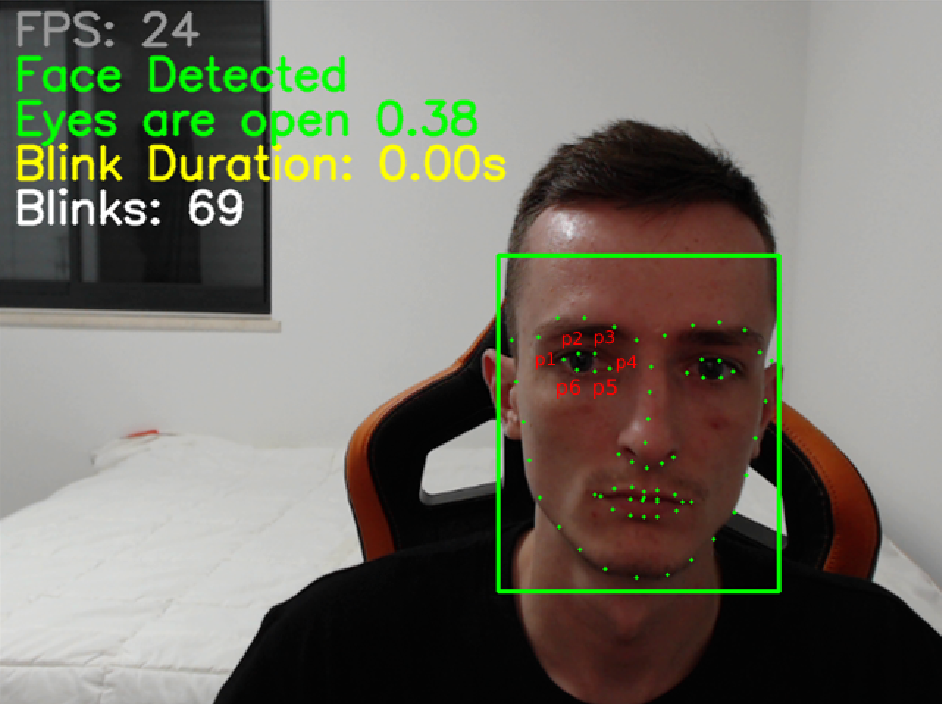 FPS: 24
Face Detected
Eyes are open 0.38
Blink Duration: 0.00s
Blinks: 69
p2 p3
p1 p4
p6 p5